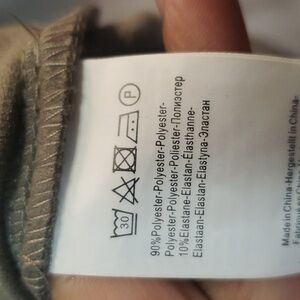 30
P
90%Polyester-Polyester-Polyester-
Polyester-Polyester-Poliester-Полиэстер
10%Elastane-Elastan-Elasthanne-
Elastaan-Elastan-Elastyna-Эластан
Made in China-Hergestellt in China-